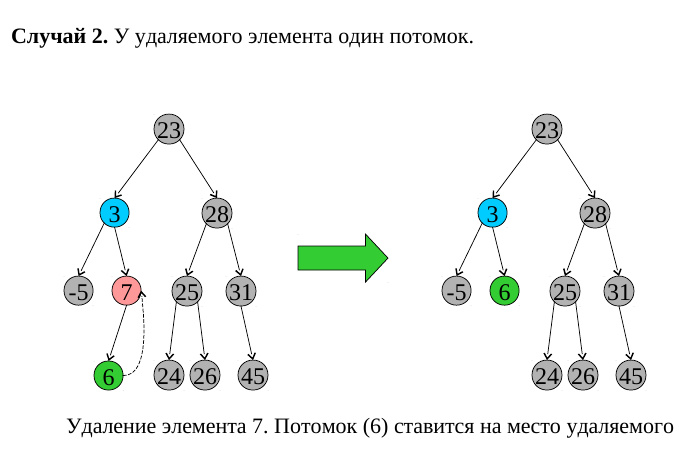 Случай 2. У удаляемого элемента один потомок.
23 23
3 28 3 28
-5 7 25 31 -5 6 25 31
6 24 26 45 24 26 45
Удаление элемента 7. Потомок (6) ставится на место удаляемого